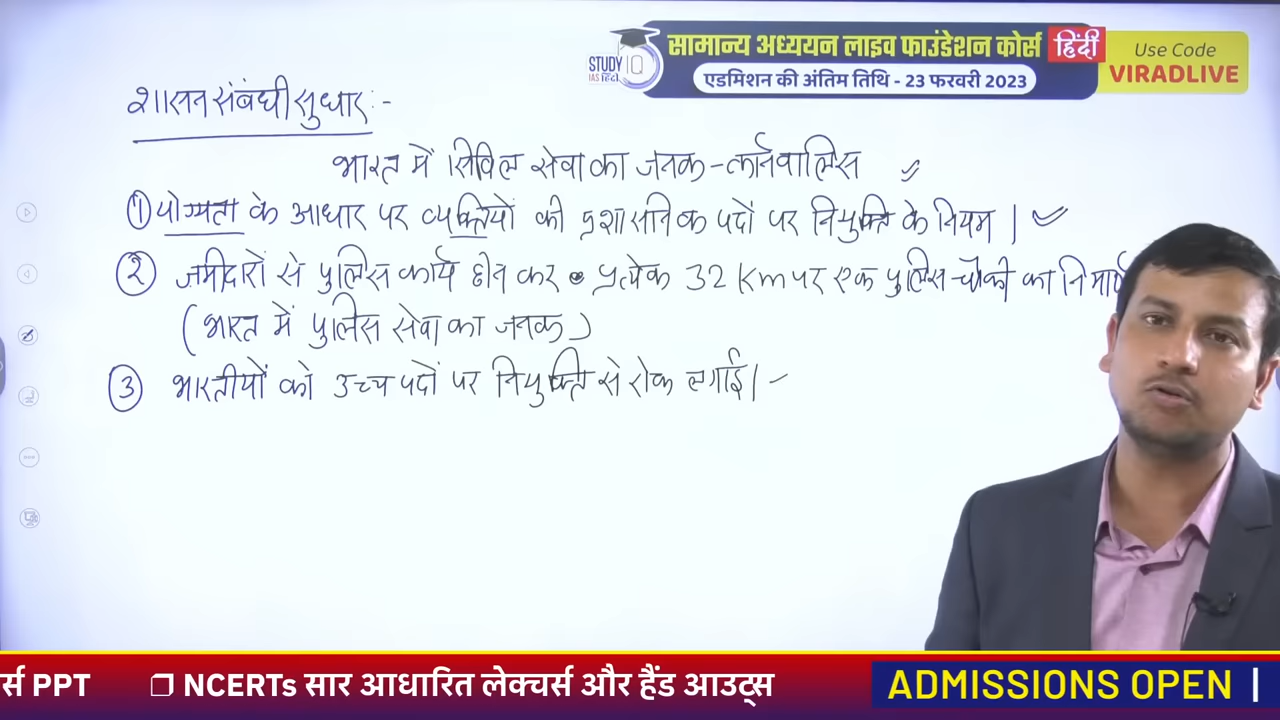 STUDY IQ
IAS हिंदी
सामान्य अध्ययन लाइव फाउंडेशन कोर्स हिंदी
एडमिशन की अंतिम तिथि - 23 फरवरी 2023
Use Code
VIRADLIVE
शासन संबंधी सुधार :-
भारत में सिविल सेवा का जनक - कार्नवालिस
① योग्यता के आधार पर व्यक्तियों की प्रशासनिक पदों पर नियुक्ति के नियम |
② जमींदारों से पुलिस कार्य छीन कर प्रत्येक 32 Km पर एक पुलिस चौकी का निर्माण
(भारत में पुलिस सेवा का जनक)
③ भारतीयों को उच्च पदों पर नियुक्ति से रोक लगाई |
र्स PPT ❒ NCERTs सार आधारित लेक्चर्स और हैंड आउट्स
ADMISSIONS OPEN |